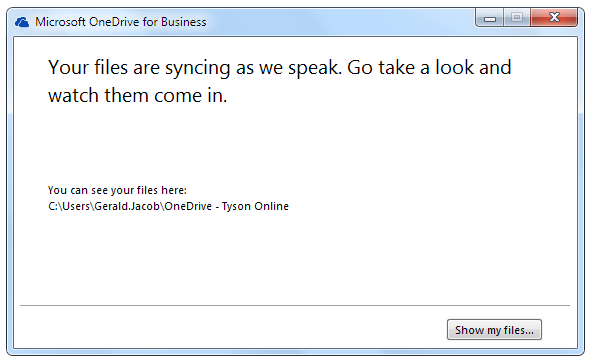 Microsoft OneDrive for Business
Your files are syncing as we speak. Go take a look and
watch them come in.
You can see your files here:
C:\Users\Gerald.Jacob\OneDrive - Tyson Online
Show my files...